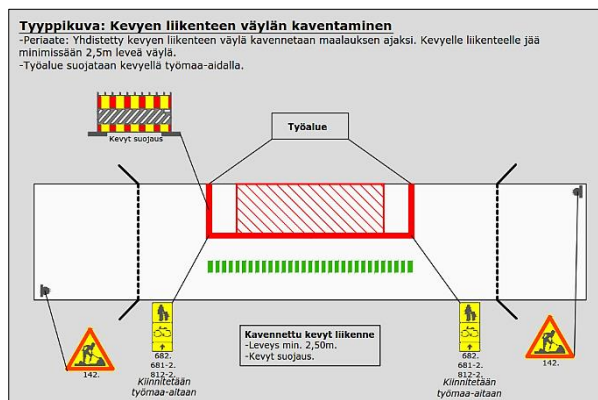 Tyyppikuva: Kevyen liikenteen väylän kaventaminen
-Periaate: Yhdistetty kevyen liikenteen väylä kavennetaan maalauksen ajaksi. Kevyelle liikenteelle jää
minimissään 2,5m leveä väylä.
-Työalue suojataan kevyellä työmaa-aidalla.
Kevyt suojaus
Työalue
142.
682.
681-2.
812-2.
Kiinnitetään
työmaa-aitaan
Kavennettu kevyt liikenne
-Leveys min. 2,50m.
-Kevyt suojaus.
682.
681-2.
812-2.
Kiinnitetään
työmaa-aitaan
142.